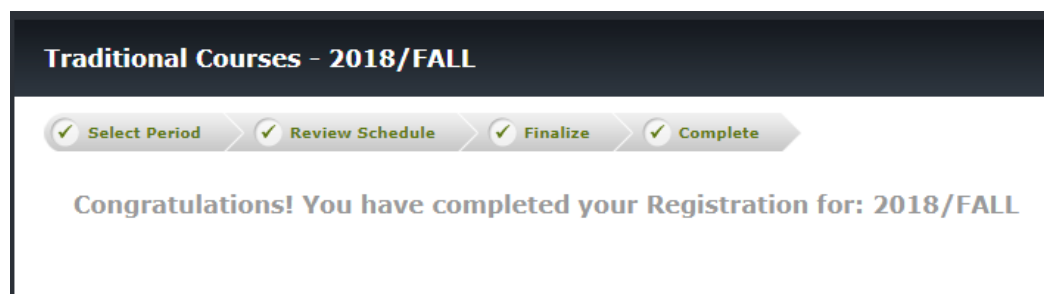 Traditional Courses - 2018/FALL
Select Period Review Schedule Finalize Complete
Congratulations! You have completed your Registration for: 2018/FALL